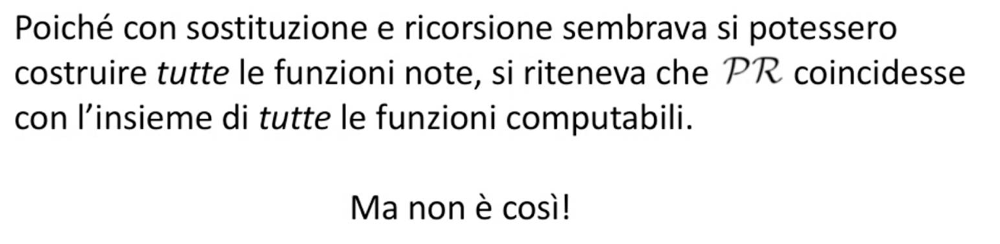 Poiché con sostituzione e ricorsione sembrava si potessero
costruire tutte le funzioni note, si riteneva che 𝒫ℛ coincidesse
con l’insieme di tutte le funzioni computabili.
Ma non è così!